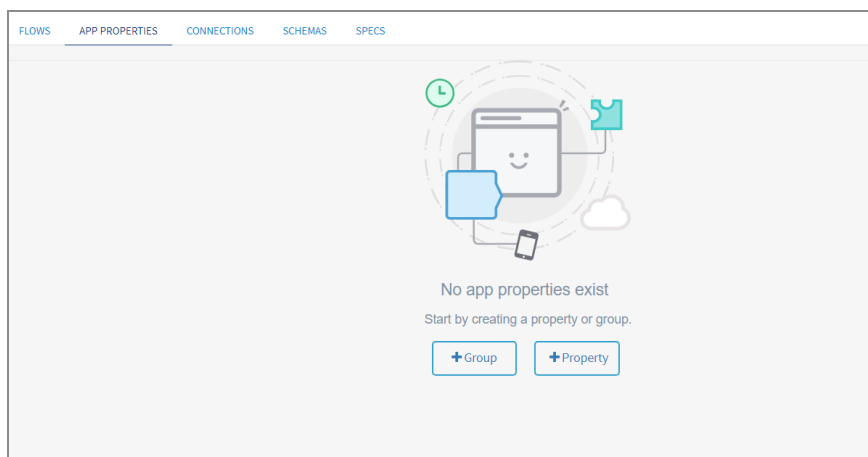 FLOWS APP PROPERTIES CONNECTIONS SCHEMAS SPECS
No app properties exist
Start by creating a property or group.
+Group +Property